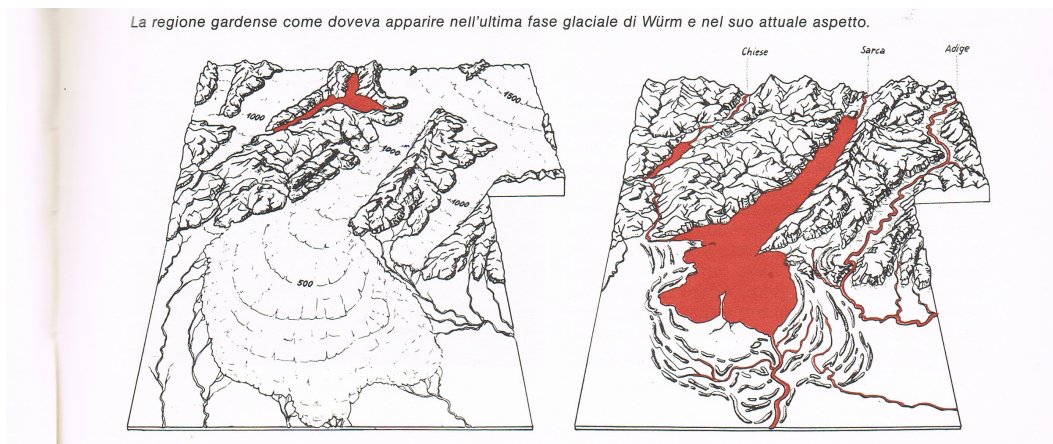 La regione gardense come doveva apparire nell'ultima fase glaciale di Würm e nel suo attuale aspetto.
Chiese
Sarca
Adige
1500
1000
1000
1000
500